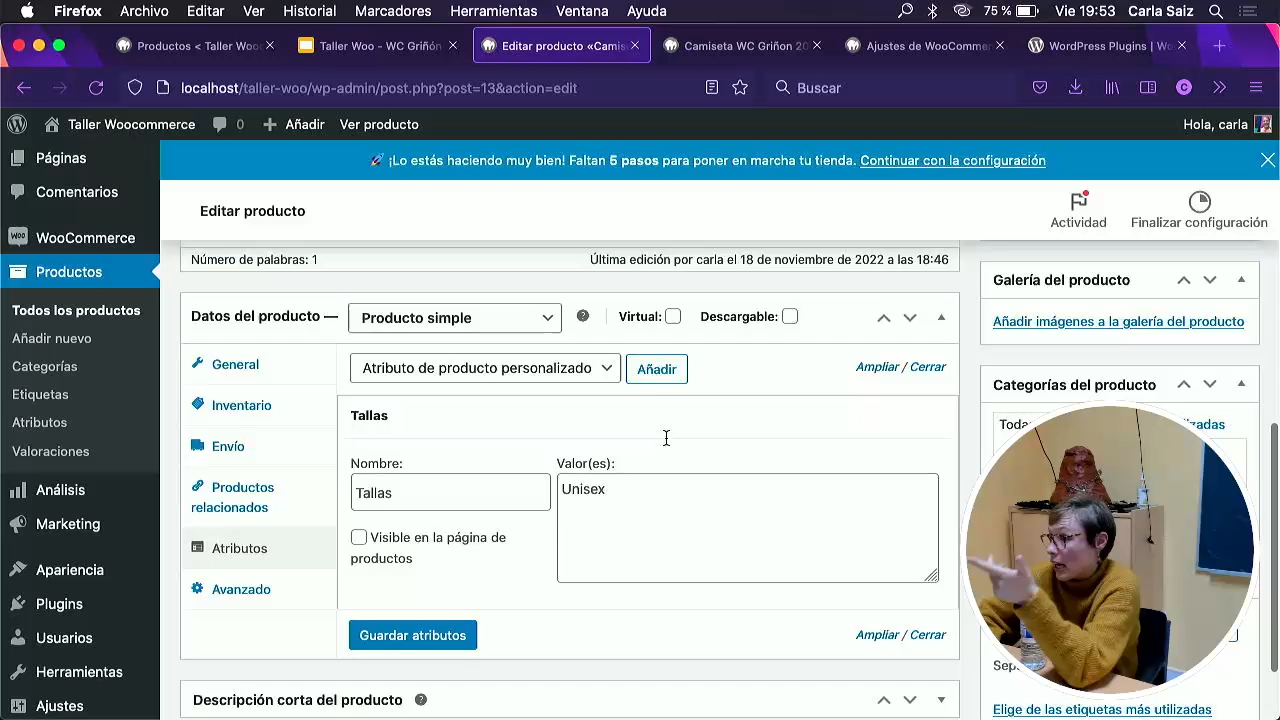 Firefox Archivo Editar Ver Historial Marcadores Herramientas Ventana Ayuda 75 % Vie 19:53 Carla Saiz
Productos < Taller Wooc
Taller Woo - WC Griñón
Editar producto «Camis
Camiseta WC Griñon 20
Ajustes de WooCommer
WordPress Plugins | Wo
localhost/taller-woo/wp-admin/post.php?post=13&action=edit
Buscar
Taller Woocommerce 0 Añadir Ver producto Hola, carla
Páginas
Comentarios
WooCommerce
Productos
Todos los productos
Añadir nuevo
Categorías
Etiquetas
Atributos
Valoraciones
Análisis
Marketing
Apariencia
Plugins
Usuarios
Herramientas
Ajustes
¡Lo estás haciendo muy bien! Faltan 5 pasos para poner en marcha tu tienda. Continuar con la configuración
Editar producto
Actividad
Finalizar configuración
Número de palabras: 1
Última edición por carla el 18 de noviembre de 2022 a las 18:46
Datos del producto — Producto simple Virtual: Descargable:
General
Inventario
Envío
Productos
relacionados
Atributos
Avanzado
Atributo de producto personalizado Añadir Ampliar / Cerrar
Tallas
Nombre:
Tallas
Visible en la página de
productos
Valor(es):
Unisex
Guardar atributos Ampliar / Cerrar
Descripción corta del producto
Galería del producto
Añadir imágenes a la galería del producto
Categorías del producto
Elige de las etiquetas más utilizadas